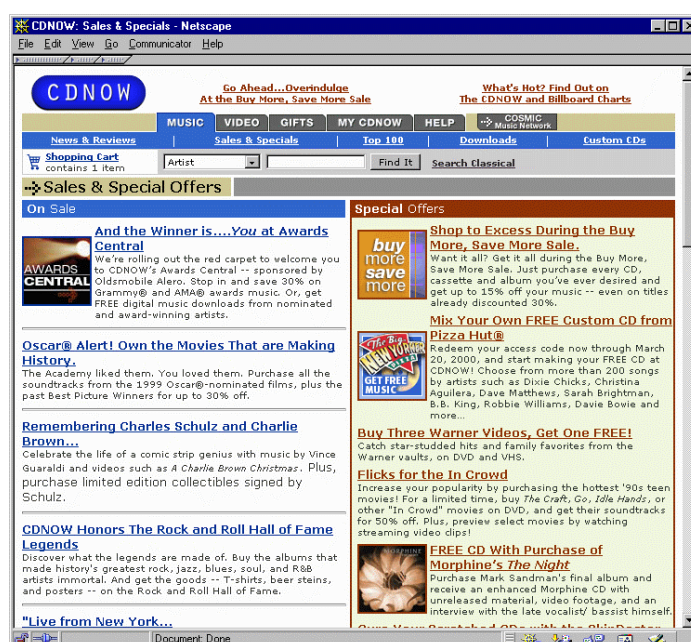 CDNOW: Sales & Specials - Netscape
File Edit View Go Communicator Help
CDNOW
Go Ahead...Overindulge
At the Buy More, Save More Sale
What's Hot? Find Out on
The CDNOW and Billboard Charts
MUSIC VIDEO GIFTS MY CDNOW HELP COSMIC Music Network
News & Reviews | Sales & Specials | Top 100 | Downloads | Custom CDs
Shopping Cart
contains 1 item
Artist Find It Search Classical
Sales & Special Offers
On Sale
And the Winner is....You at Awards
Central
We're rolling out the red carpet to welcome you
to CDNOW's Awards Central -- sponsored by
Oldsmobile Alero. Stop in and save 30% on
Grammy® and AMA® awards music. Or, get
FREE digital music downloads from nominated
and award-winning artists.
AWARDS
CENTRAL
Oscar® Alert! Own the Movies That are Making
History.
The Academy liked them. You loved them. Purchase all the
soundtracks from the 1999 Oscar®-nominated films, plus the
past Best Picture Winners for up to 30% off.
Remembering Charles Schulz and Charlie
Brown...
Celebrate the life of a comic strip genius with music by Vince
Guaraldi and videos such as A Charlie Brown Christmas. Plus,
purchase limited edition collectibles signed by
Schulz.
CDNOW Honors The Rock and Roll Hall of Fame
Legends
Discover what the legends are made of. Buy the albums that
made history's greatest rock, jazz, blues, soul, and R&B
artists immortal. And get the goods -- T-shirts, beer steins,
and posters -- on the Rock and Roll Hall of Fame.
"Live from New York...
Special Offers
buy
more
save
more
Shop to Excess During the Buy
More, Save More Sale.
Want it all? Get it all during the Buy More,
Save More Sale. Just purchase every CD,
cassette and album you've ever desired and
get up to 15% off your music -- even on titles
already discounted 30%.
Mix Your Own FREE Custom CD from
Pizza Hut®
The Big
NEW YORKER
PIZZA
GET FREE
MUSIC
Redeem your access code now through March
20, 2000, and start making your FREE CD at
CDNOW! Choose from more than 200 songs
by artists such as Dixie Chicks, Christina
Aguilera, Dave Matthews, Sarah Brightman,
B.B. King, Robbie Williams, Davie Bowie and
more...
Buy Three Warner Videos, Get One FREE!
Catch star-studded hits and family favorites from the
Warner vaults, on DVD and VHS.
Flicks for the In Crowd
Increase your popularity by purchasing the hottest '90s teen
movies! For a limited time, buy The Craft, Go, Idle Hands, or
other "In Crowd" movies on DVD, and get their soundtracks
for 50% off. Plus, preview select movies by watching
streaming video clips!
MORPHINE
FREE CD With Purchase of
Morphine's The Night
Purchase Mark Sandman's final album and
receive an enhanced Morphine CD with
unreleased material, video footage, and an
interview with the late vocalist/ bassist himself.
Document: Done